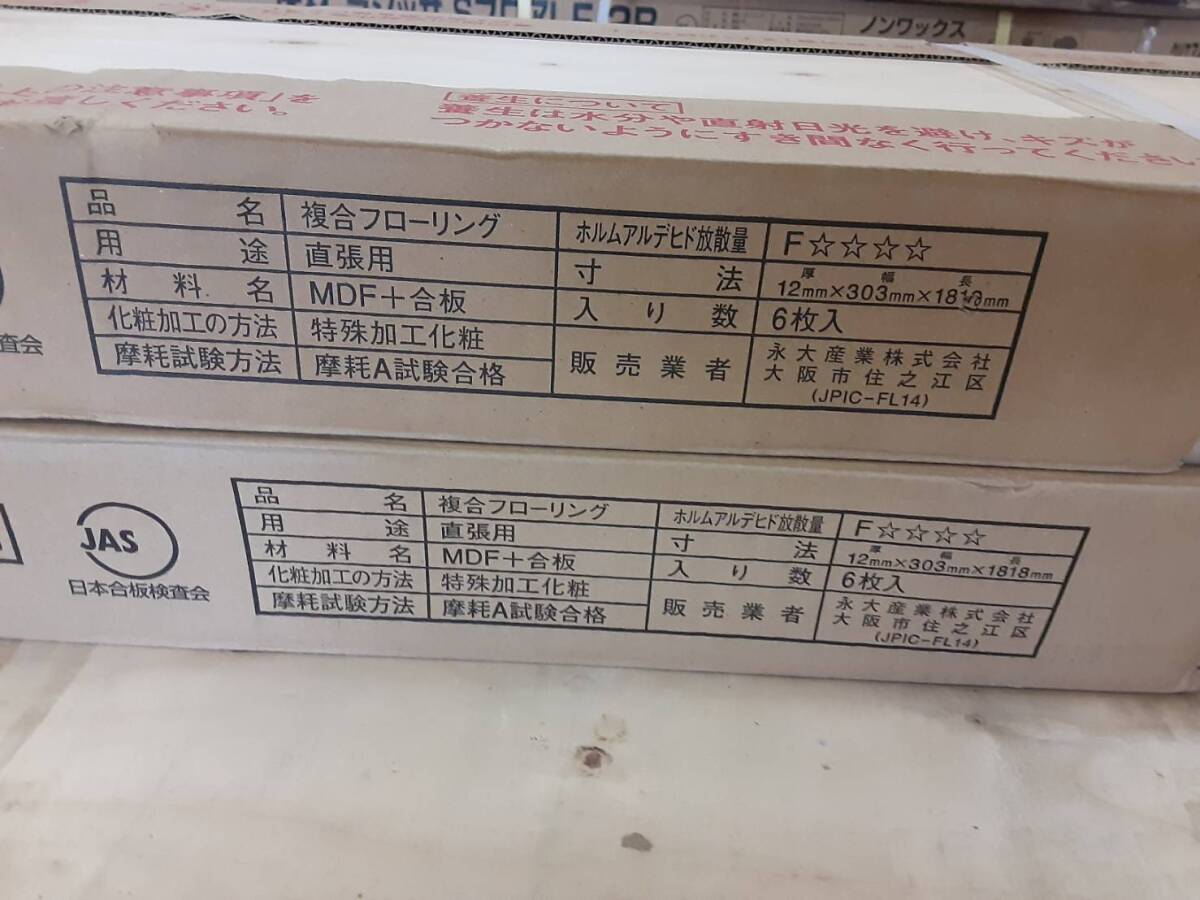 ノンワックス
上の注意事項」を
ください。
[養生について]
養生は水分や直射日光を避け、キズが
つかないようにすき間なく行ってください
品名 複合フローリング ホルムアルデヒド放散量 F☆☆☆☆
用途 直張用 寸法 厚 幅 長 12mm×303mm×1818mm
材料名 MDF+合板 入り数 6枚入
化粧加工の方法 特殊加工化粧 販売業者 永大産業株式会社
摩耗試験方法 摩耗A試験合格 大阪市住之江区
(JPIC-FL14)
査会
JAS
日本合板検査会
品名 複合フローリング ホルムアルデヒド放散量 F☆☆☆☆
用途 直張用 寸法 厚 幅 長 12mm×303mm×1818mm
材料名 MDF+合板 入り数 6枚入
化粧加工の方法 特殊加工化粧 販売業者 永大産業株式会社
摩耗試験方法 摩耗A試験合格 大阪市住之江区
(JPIC-FL14)